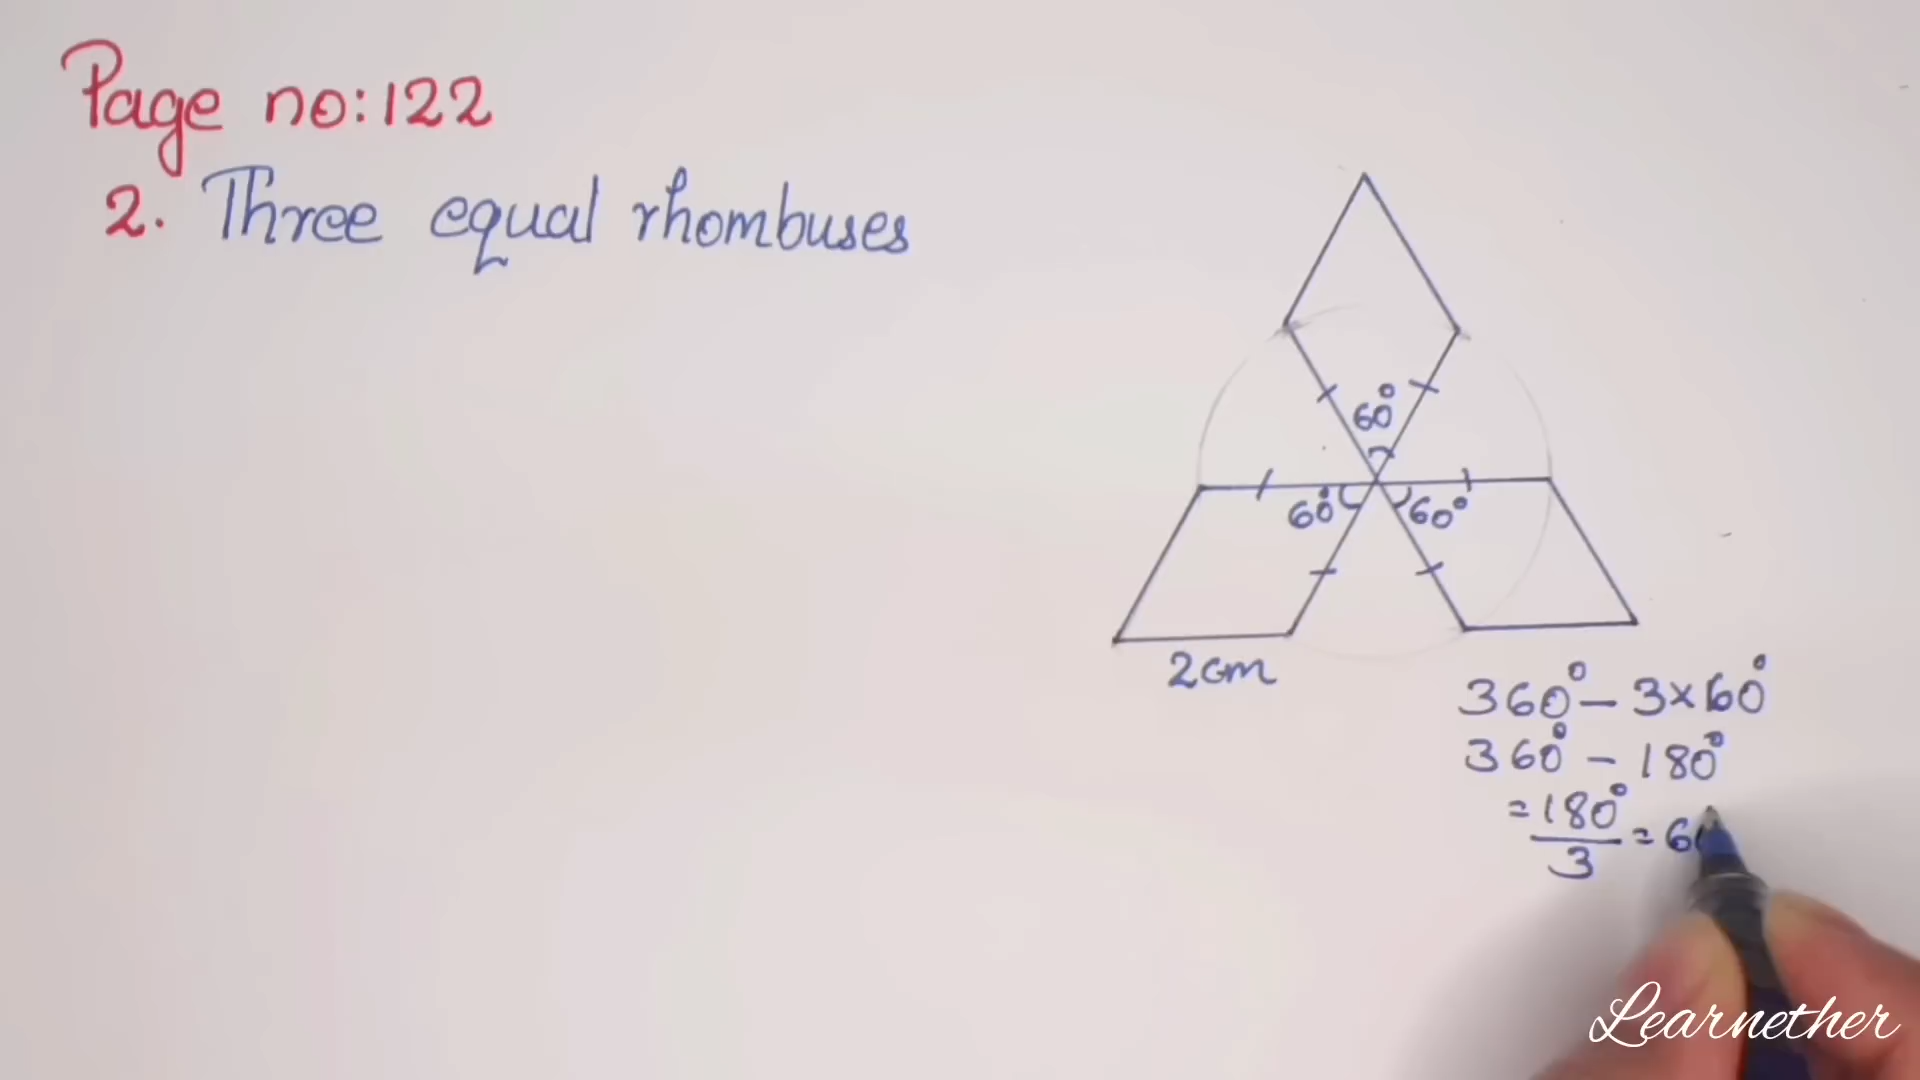 Page no:122
2. Three equal rhombuses
60°
60° 60°
2cm
360° - 3×60°
360° - 180°
= 180°/3 = 6
Learnether